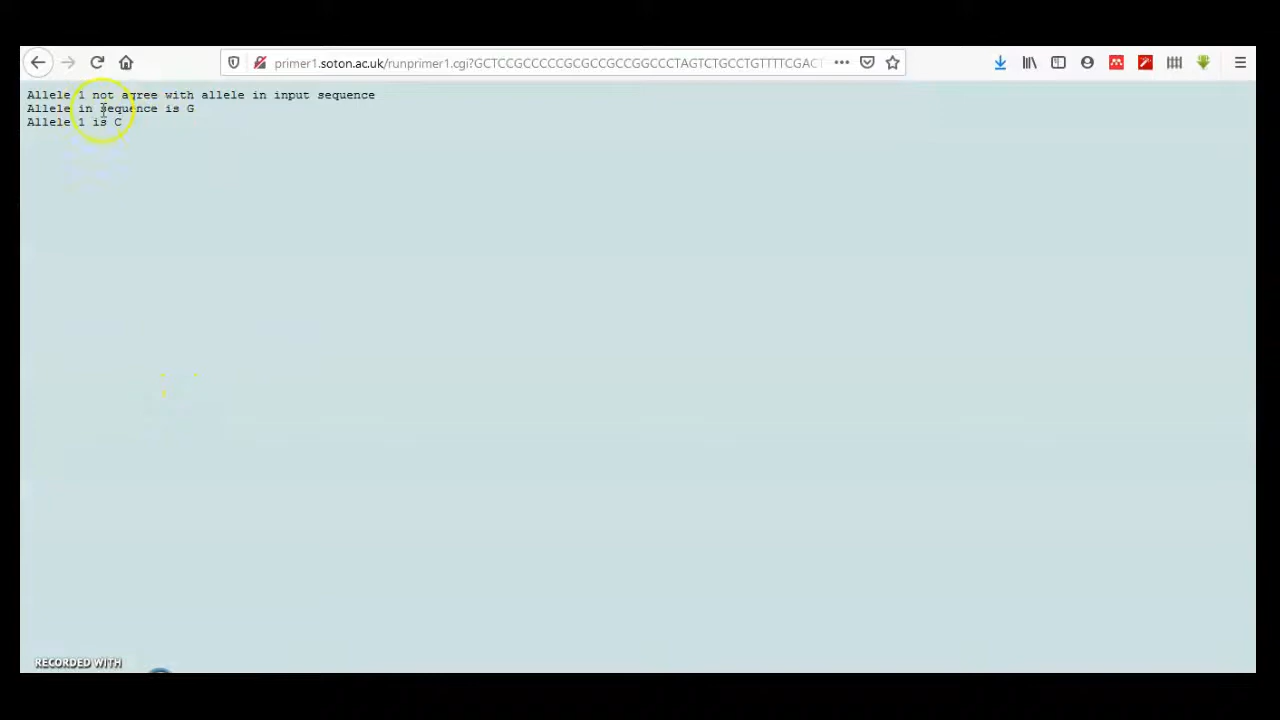 primer1.soton.ac.uk/runprimer1.cgi?GCTCCGCCCCCGCGCCGCCGGCCCTAGTCTGCCTGTTTTCGACT
Allele 1 not agree with allele in input sequence
Allele in sequence is G
Allele 1 is C
RECORDED WITH